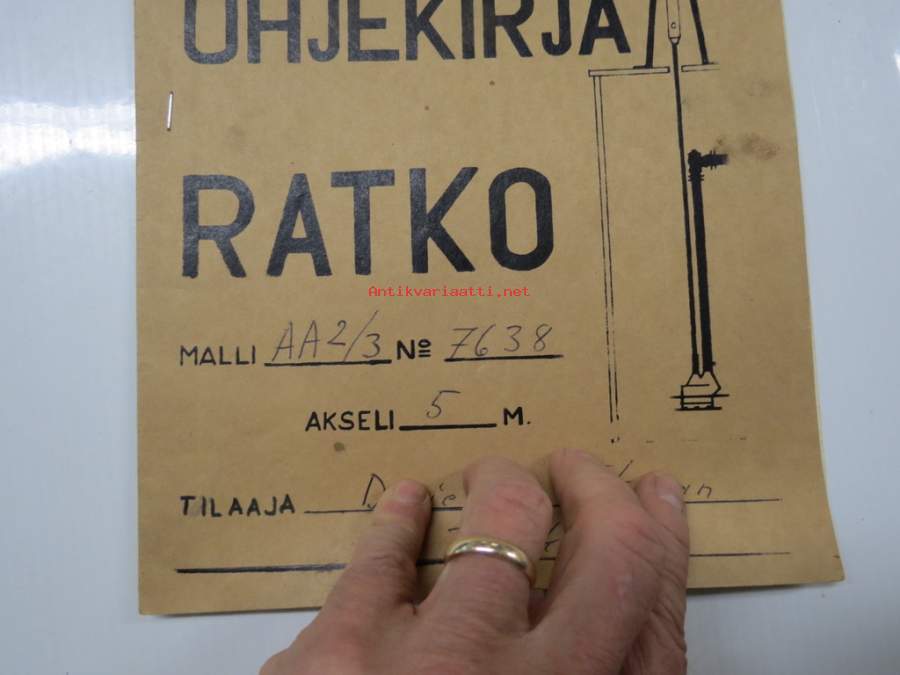 OHJEKIRJA
RATKO
Antikvariaatti.net
MALLI AA2/3 No 7638
AKSELI 5 M.
TILAAJA